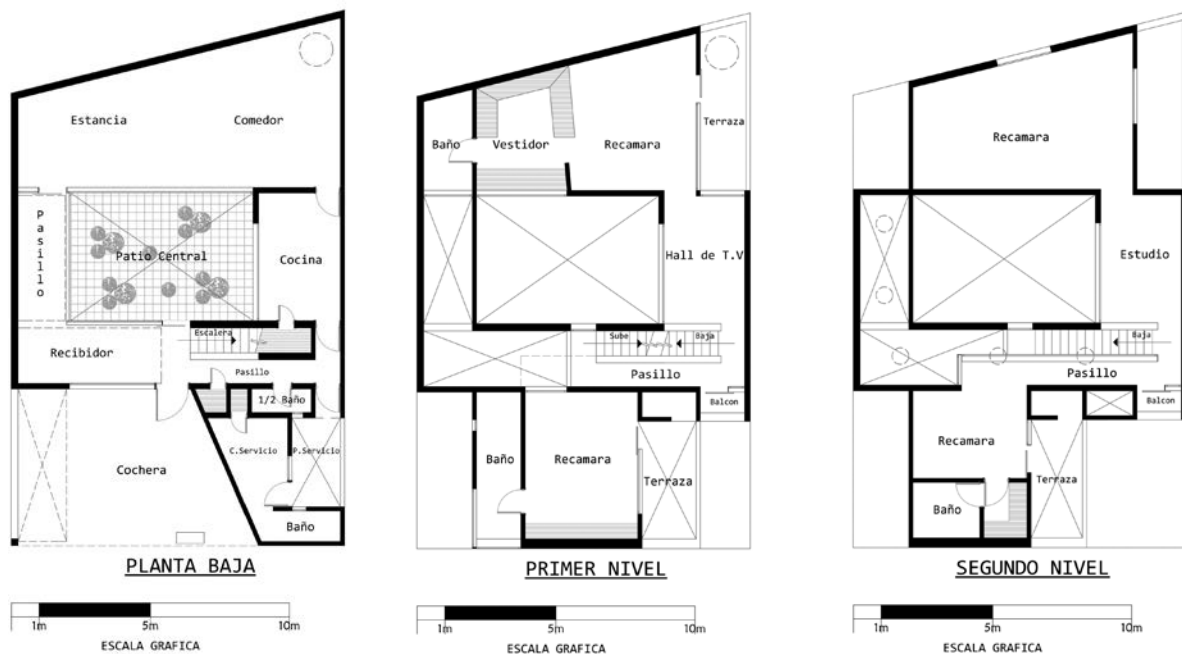 Estancia
Comedor
Pasillo
Patio Central
Cocina
Escalera
Recibidor
Pasillo
1/2 Baño
C.Servicio
P.Servicio
Cochera
Baño
PLANTA BAJA
1m
5m
10m
ESCALA GRAFICA
Baño
Vestidor
Recamara
Terraza
Hall de T.V
Sube
Baja
Pasillo
Balcon
Baño
Recamara
Terraza
PRIMER NIVEL
1m
5m
10m
ESCALA GRAFICA
Recamara
Estudio
Baja
Pasillo
Balcon
Recamara
Terraza
Baño
SEGUNDO NIVEL
1m
5m
10m
ESCALA GRAFICA